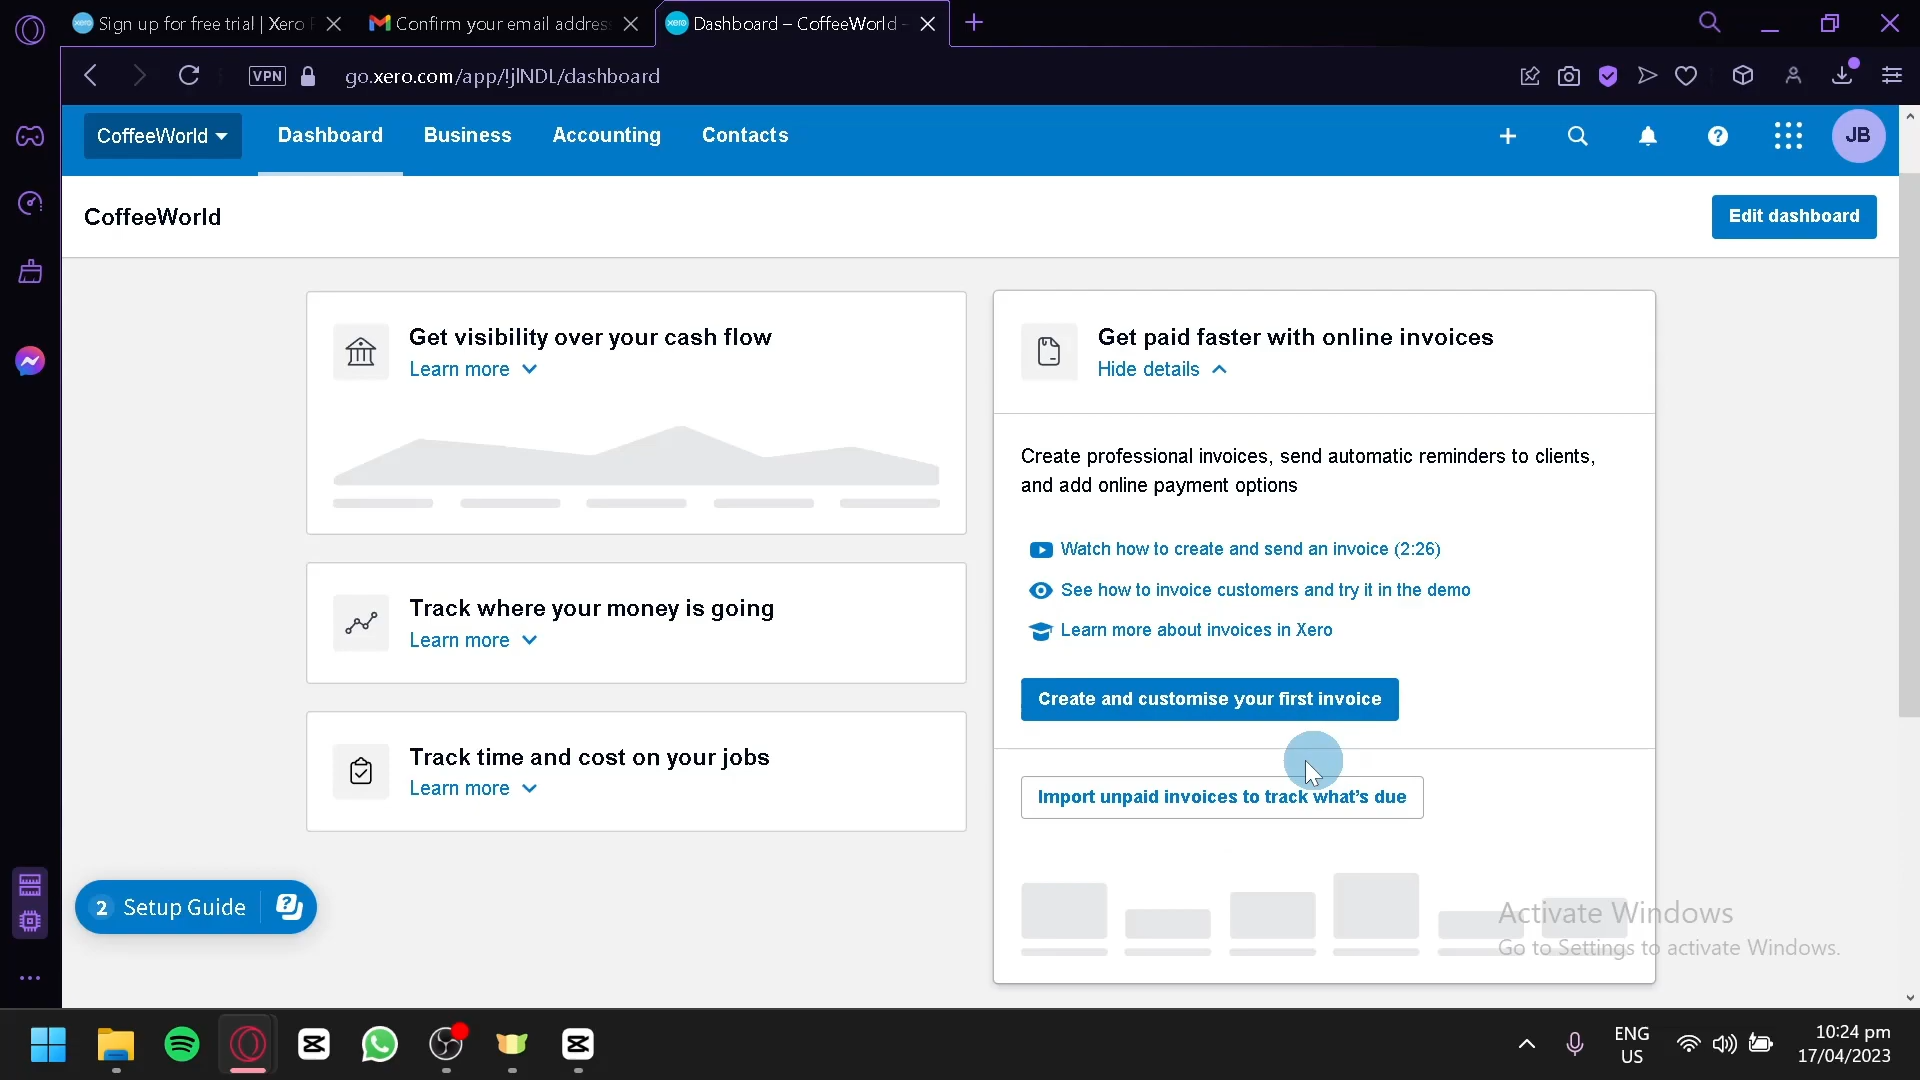 Sign up for free trial | Xero
Confirm your email addres
Dashboard – CoffeeWorld -
VPN
go.xero.com/app/!jlNDL/dashboard
CoffeeWorld
Dashboard
Business
Accounting
Contacts
JB
CoffeeWorld
Edit dashboard
Get visibility over your cash flow
Learn more
Track where your money is going
Learn more
Track time and cost on your jobs
Learn more
Get paid faster with online invoices
Hide details
Create professional invoices, send automatic reminders to clients,
and add online payment options
Watch how to create and send an invoice (2:26)
See how to invoice customers and try it in the demo
Learn more about invoices in Xero
Create and customise your first invoice
Import unpaid invoices to track what's due
2 Setup Guide
Activate Windows
Go to Settings to activate Windows.
ENG
US
10:24 pm
17/04/2023